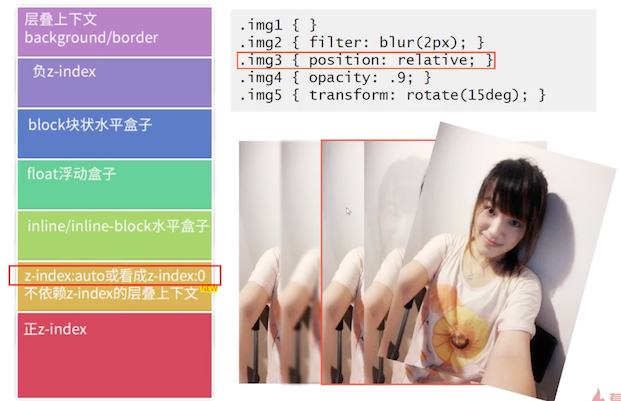 层叠上下文
background/border
负z-index
block块状水平盒子
float浮动盒子
inline/inline-block水平盒子
z-index:auto或看成z-index:0
不依赖z-index的层叠上下文
NEW
正z-index
.img1 { }
.img2 { filter: blur(2px); }
.img3 { position: relative; }
.img4 { opacity: .9; }
.img5 { transform: rotate(15deg); }